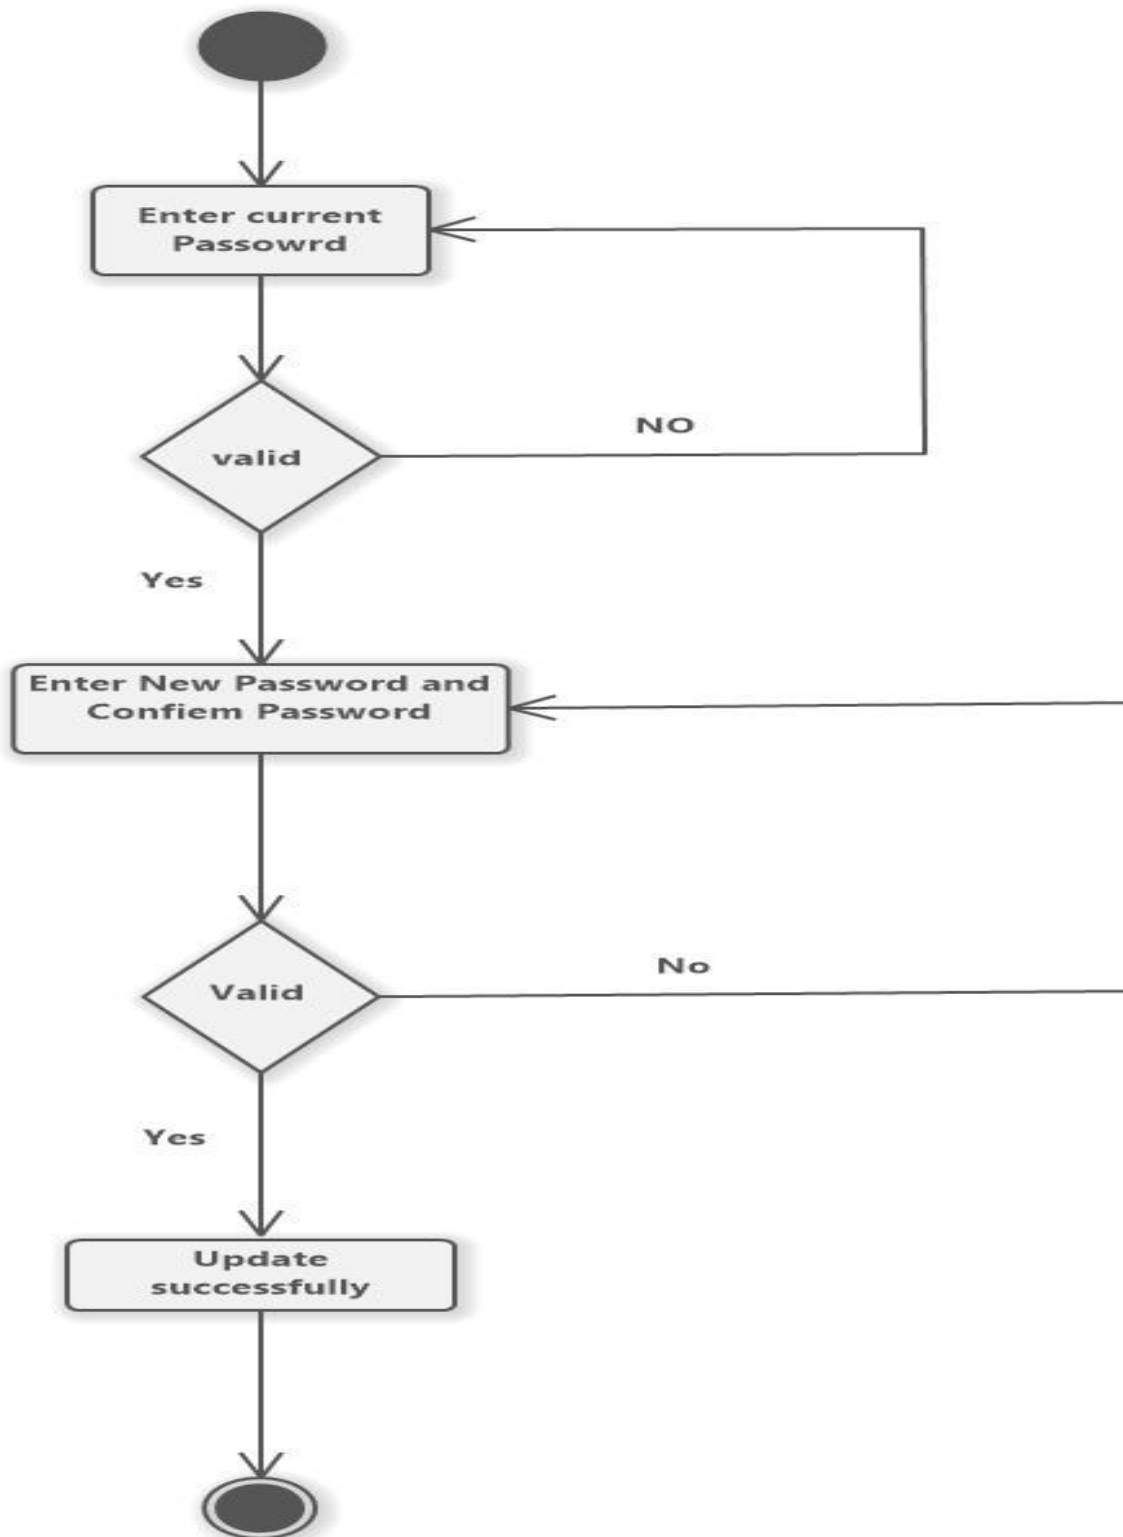 Enter current
Passowrd
valid
NO
Yes
Enter New Password and
Confiem Password
Valid
No
Yes
Update
successfully